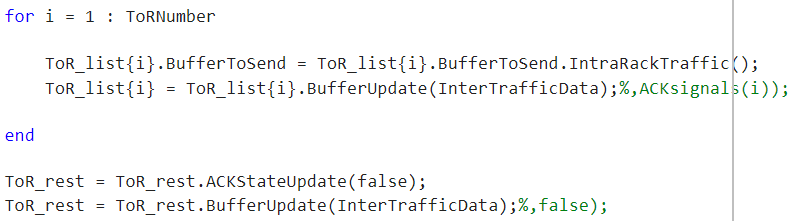 for i = 1 : ToRNumber
ToR_list{i}.BufferToSend = ToR_list{i}.BufferToSend.IntraRackTraffic();
ToR_list{i} = ToR_list{i}.BufferUpdate(InterTrafficData);%,ACKsignals(i));
end
ToR_rest = ToR_rest.ACKStateUpdate(false);
ToR_rest = ToR_rest.BufferUpdate(InterTrafficData);%,false);